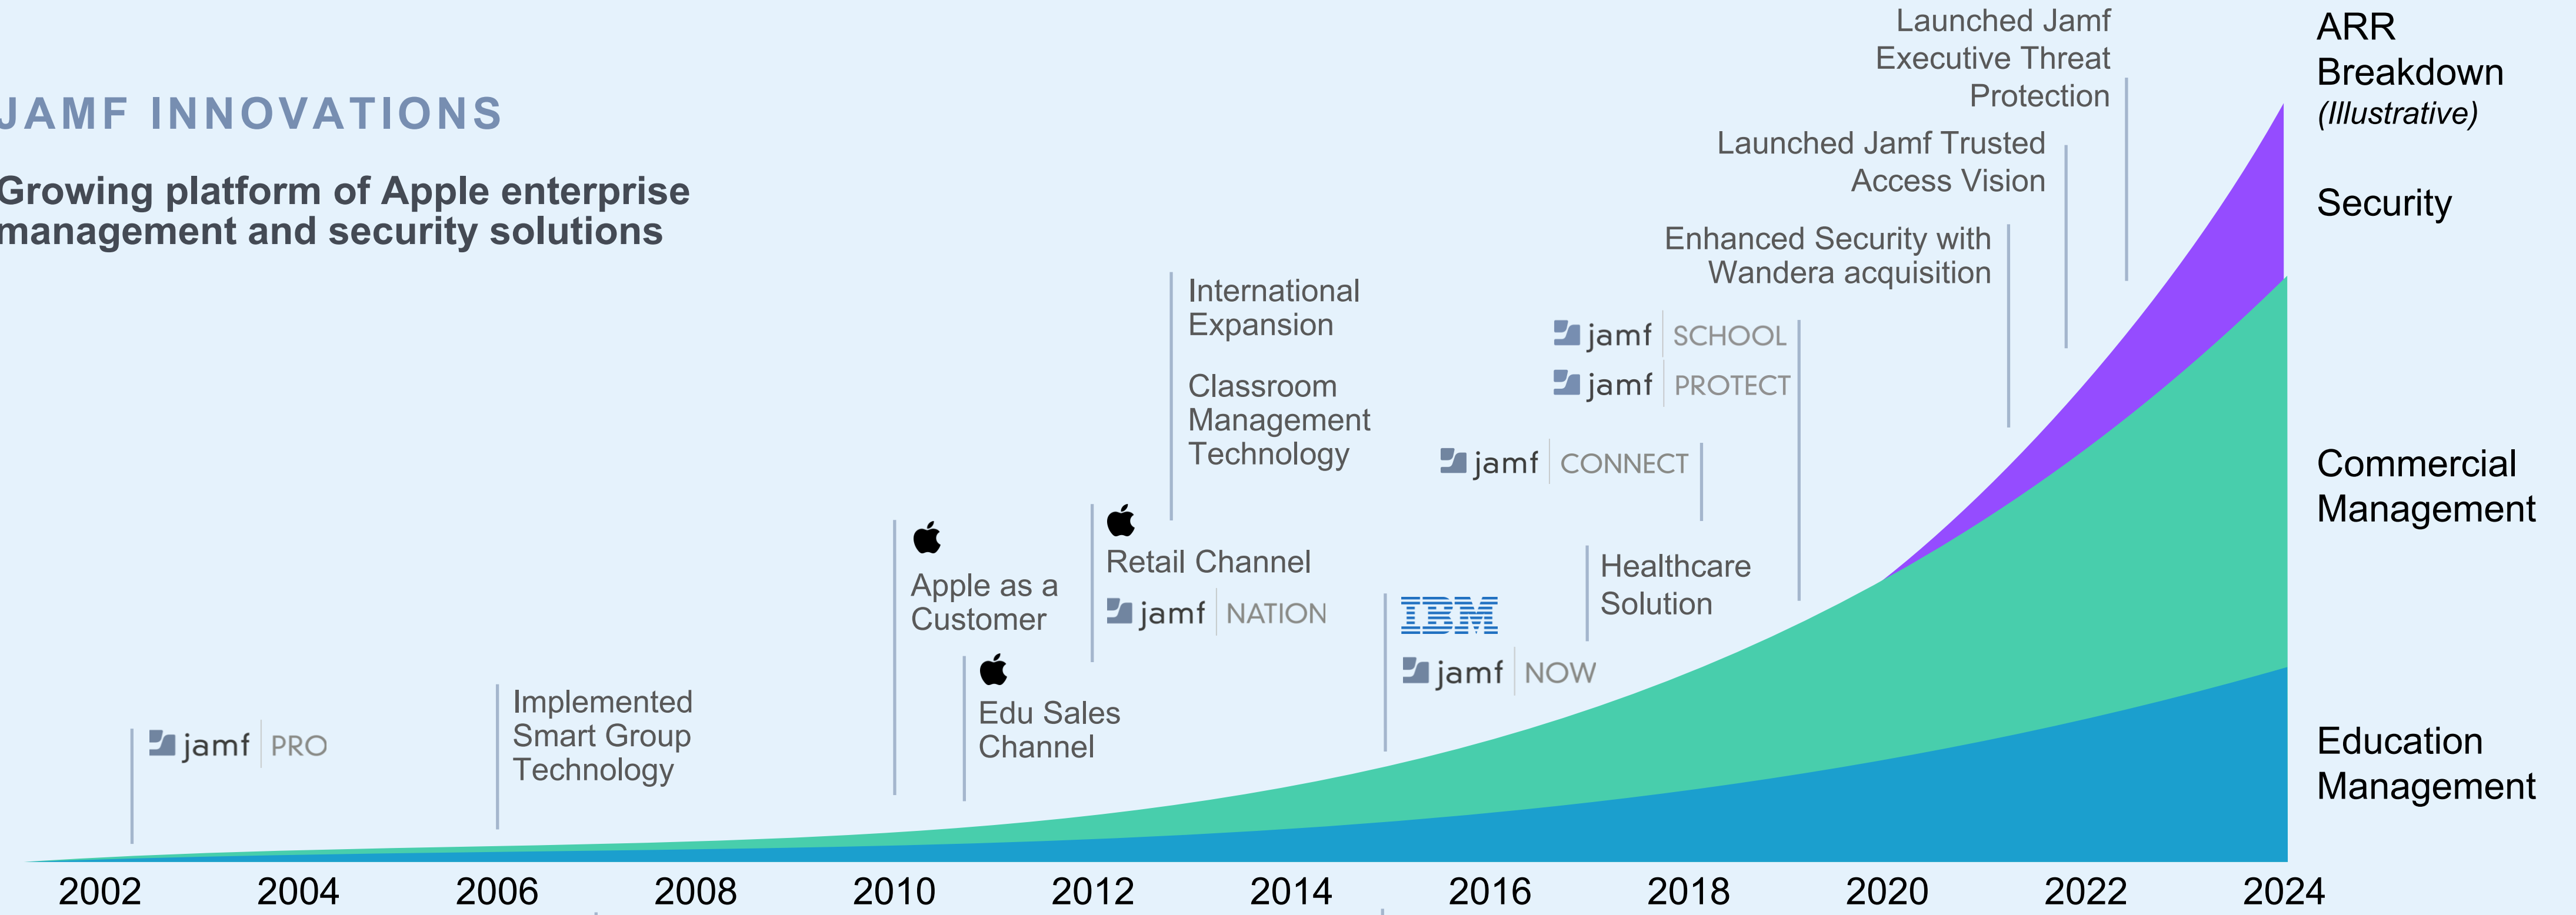 JAMF INNOVATIONS
Growing platform of Apple enterprise
management and security solutions
jamf PRO
Implemented
Smart Group
Technology
Apple as a
Customer
Edu Sales
Channel
Retail Channel
jamf NATION
International
Expansion
Classroom
Management
Technology
IBM
jamf NOW
Healthcare
Solution
jamf CONNECT
jamf SCHOOL
jamf PROTECT
Enhanced Security with
Wandera acquisition
Launched Jamf Trusted
Access Vision
Launched Jamf
Executive Threat
Protection
ARR
Breakdown
(Illustrative)
Security
Commercial
Management
Education
Management
2002 2004 2006 2008 2010 2012 2014 2016 2018 2020 2022 2024